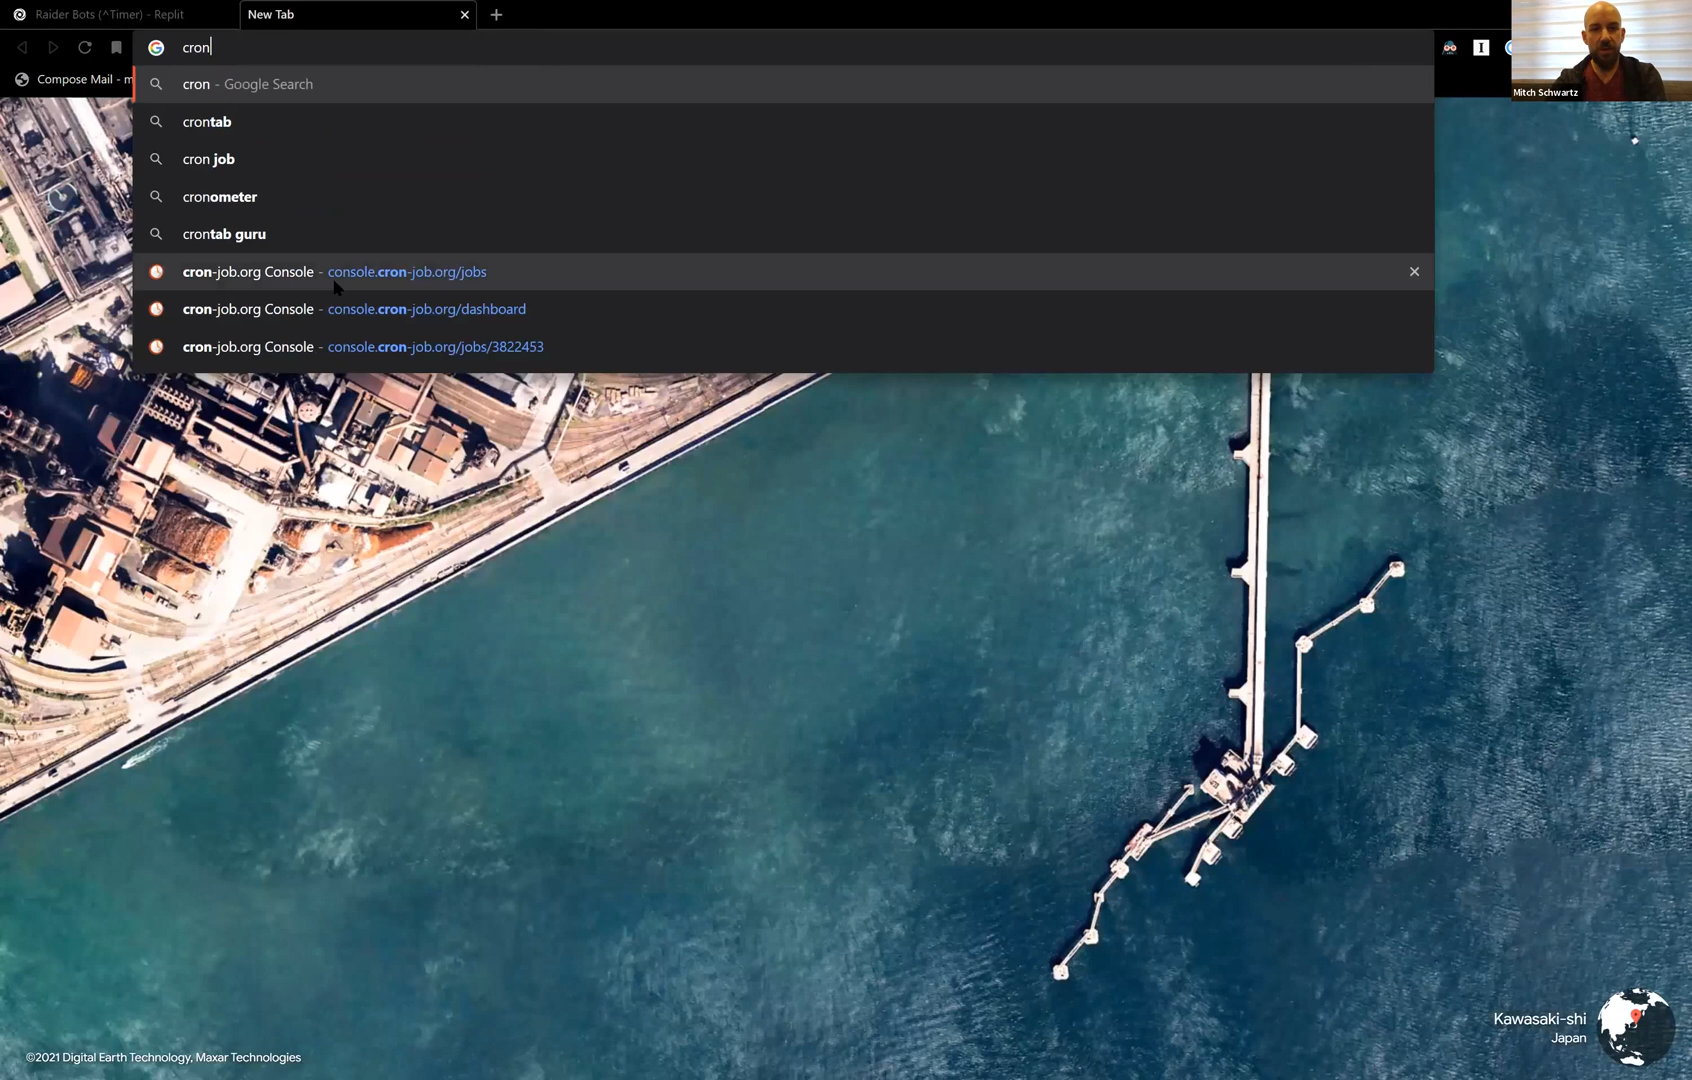 Raider Bots (^Timer) - Replit
New Tab
cron
Compose Mail - m
cron - Google Search
crontab
cron job
cronometer
crontab guru
cron-job.org Console - console.cron-job.org/jobs
cron-job.org Console - console.cron-job.org/dashboard
cron-job.org Console - console.cron-job.org/jobs/3822453
Mitch Schwartz
Kawasaki-shi
Japan
©2021 Digital Earth Technology, Maxar Technologies